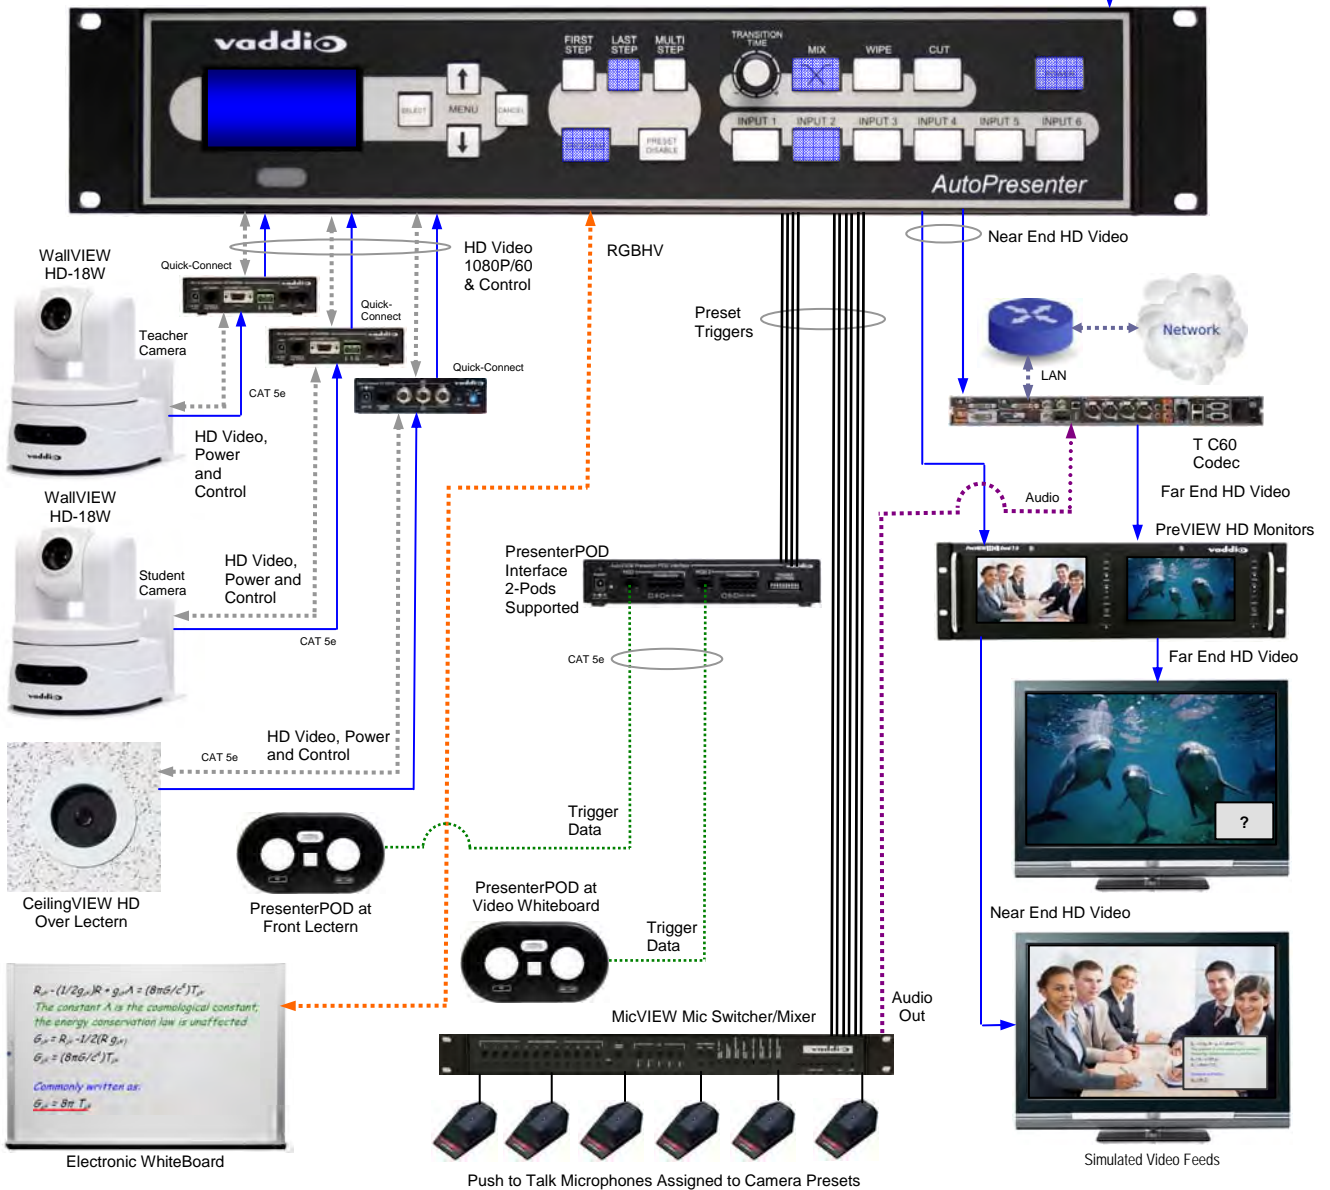 vaddio
FIRST STEP
LAST STEP
MULTI STEP
TRANSITION TIME
MIX
WIPE
CUT
SELECT
MENU
CANCEL
PRESET DISABLE
INPUT 1
INPUT 2
INPUT 3
INPUT 4
INPUT 5
INPUT 6
AutoPresenter
WallVIEW
HD-18W
Quick-Connect
Teacher
Camera
CAT 5e
Quick-
Connect
Quick-Connect
HD Video
1080P/60
& Control
RGBHV
Preset
Triggers
Near End HD Video
Network
LAN
T C60
Codec
Audio
Far End HD Video
PreVIEW HD Monitors
vaddio
HD Video,
Power
and
Control
vaddio
WallVIEW
HD-18W
HD Video,
Power and
Control
Student
Camera
CAT 5e
vaddio
PresenterPOD
Interface
2-Pods
Supported
CAT 5e
Far End HD Video
?
HD Video, Power
and Control
CAT 5e
CeilingVIEW HD
Over Lectern
Trigger
Data
PresenterPOD at
Front Lectern
PresenterPOD at
Video Whiteboard
Trigger
Data
Near End HD Video
The constant Λ is the cosmological constant;
the energy conservation law is unaffected
Commonly written as:
Electronic WhiteBoard
Audio
Out
MicVIEW Mic Switcher/Mixer
vaddio
Push to Talk Microphones Assigned to Camera Presets
Simulated Video Feeds